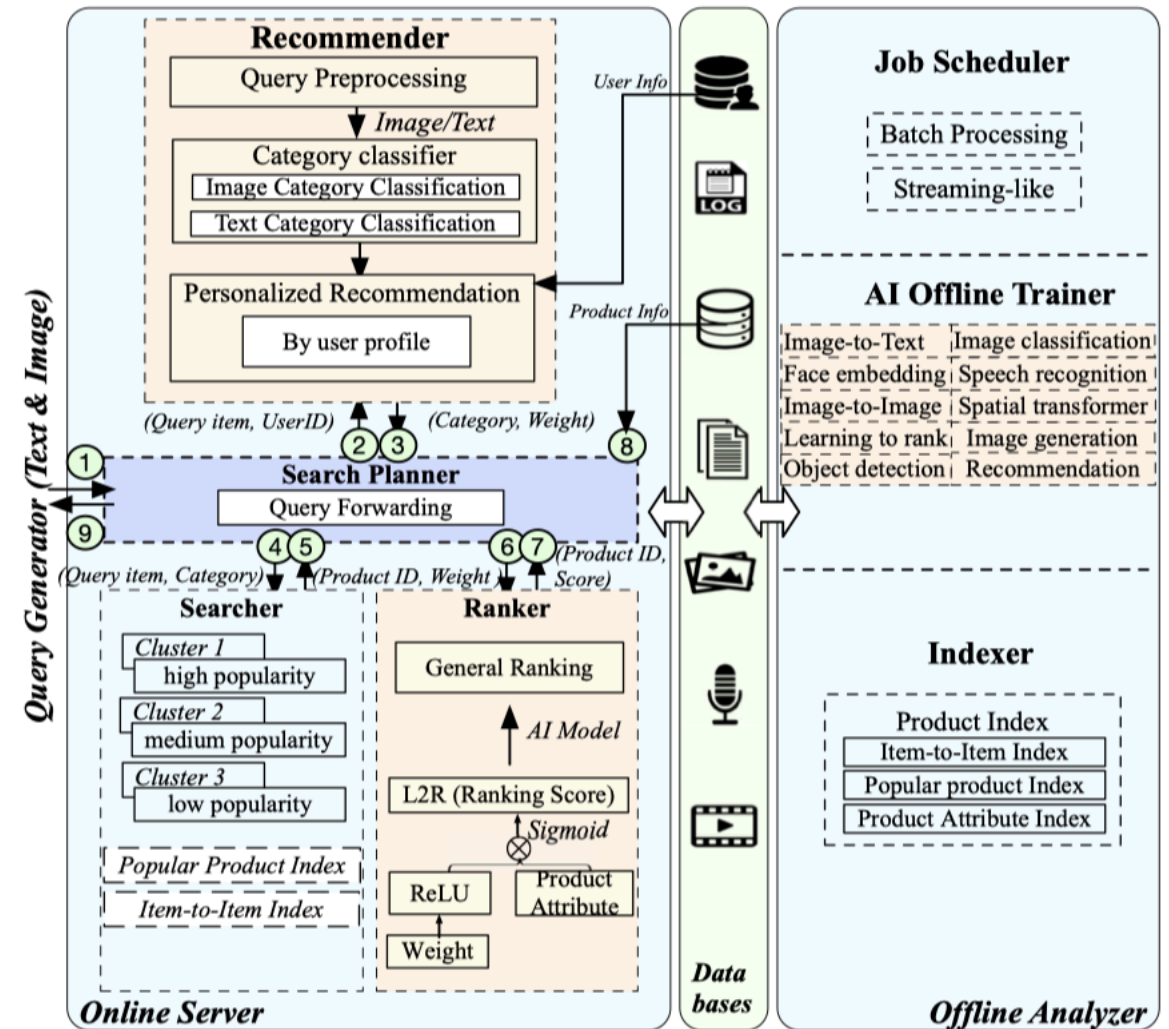 Recommender
Query Preprocessing
Image/Text
Category classifier
Image Category Classification
Text Category Classification
Personalized Recommendation
By user profile
(Query item, UserID)
(Category, Weight)
2
3
8
1
9
Query Generator (Text & Image)
Search Planner
Query Forwarding
4
5
6
7
(Query item, Category)
(Product ID, Weight )
(Product ID,
Score)
Searcher
Cluster 1
high popularity
Cluster 2
medium popularity
Cluster 3
low popularity
Popular Product Index
Item-to-Item Index
Ranker
General Ranking
AI Model
L2R (Ranking Score)
Sigmoid
ReLU
Product
Attribute
Weight
Online Server
User Info
LOG
Product Info
Data
bases
Job Scheduler
Batch Processing
Streaming-like
AI Offline Trainer
Image-to-Text
Image classification
Face embedding
Speech recognition
Image-to-Image
Spatial transformer
Learning to rank
Image generation
Object detection
Recommendation
Indexer
Product Index
Item-to-Item Index
Popular product Index
Product Attribute Index
Offline Analyzer